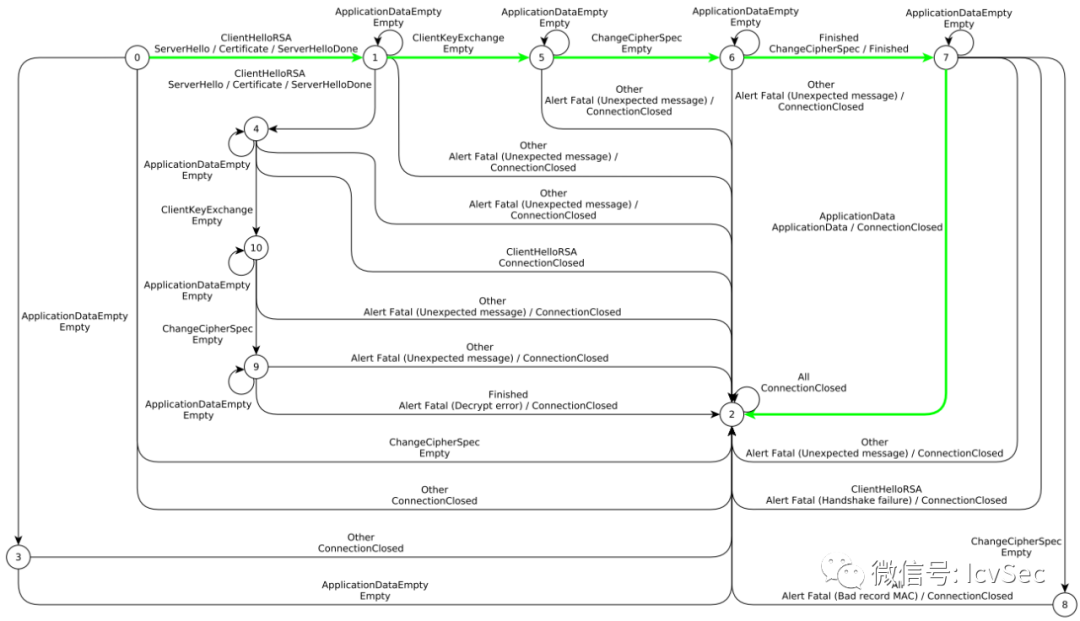 ApplicationDataEmpty
Empty
ApplicationDataEmpty
Empty
ApplicationDataEmpty
Empty
ApplicationDataEmpty
Empty
ClientHelloRSA
ServerHello / Certificate / ServerHelloDone
ClientKeyExchange
Empty
ChangeCipherSpec
Empty
Finished
ChangeCipherSpec / Finished
0
1
5
6
7
ClientHelloRSA
ServerHello / Certificate / ServerHelloDone
Other
Alert Fatal (Unexpected message) /
ConnectionClosed
Other
Alert Fatal (Unexpected message) /
ConnectionClosed
4
ApplicationDataEmpty
Empty
Other
Alert Fatal (Unexpected message) /
ConnectionClosed
Other
Alert Fatal (Unexpected message) /
ConnectionClosed
ClientKeyExchange
Empty
ApplicationData
ApplicationData / ConnectionClosed
10
ClientHelloRSA
ConnectionClosed
ApplicationDataEmpty
Empty
Other
Alert Fatal (Unexpected message) / ConnectionClosed
ApplicationDataEmpty
Empty
ChangeCipherSpec
Empty
Other
Alert Fatal (Unexpected message) / ConnectionClosed
9
All
ConnectionClosed
ApplicationDataEmpty
Empty
Finished
Alert Fatal (Decrypt error) / ConnectionClosed
2
ChangeCipherSpec
Empty
Other
Alert Fatal (Unexpected message) / ConnectionClosed
Other
ConnectionClosed
ClientHelloRSA
Alert Fatal (Handshake failure) / ConnectionClosed
3
Other
ConnectionClosed
ChangeCipherSpec
Empty
微信号: IcvSec
ApplicationDataEmpty
Empty
Alert Fatal (Bad record MAC) / ConnectionClosed
8